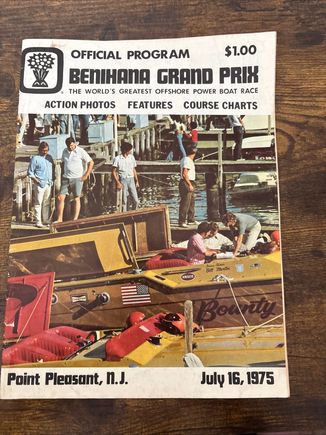 OFFICIAL PROGRAM $1.00
BENIHANA GRAND PRIX
THE WORLD'S GREATEST OFFSHORE POWER BOAT RACE
ACTION PHOTOS FEATURES COURSE CHARTS
Bounty
Point Pleasant, N.J. July 16, 1975